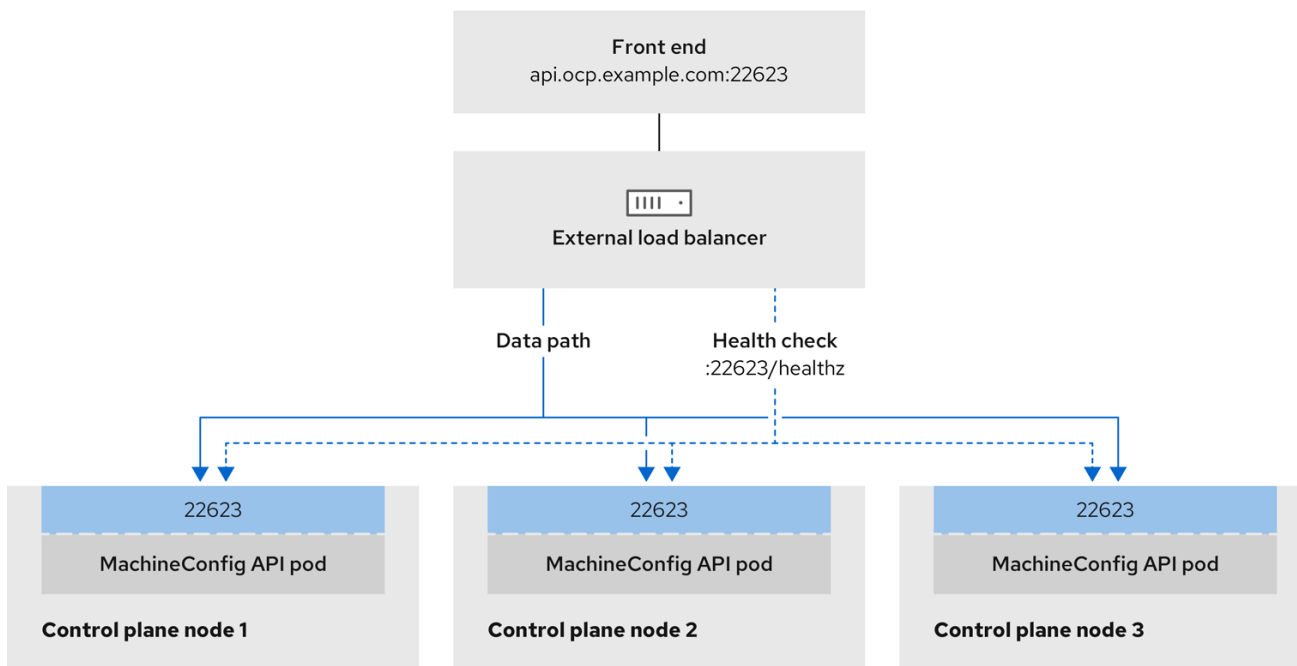 Front end
api.ocp.example.com:22623
External load balancer
Data path
Health check
:22623/healthz
22623
MachineConfig API pod
Control plane node 1
22623
MachineConfig API pod
Control plane node 2
22623
MachineConfig API pod
Control plane node 3